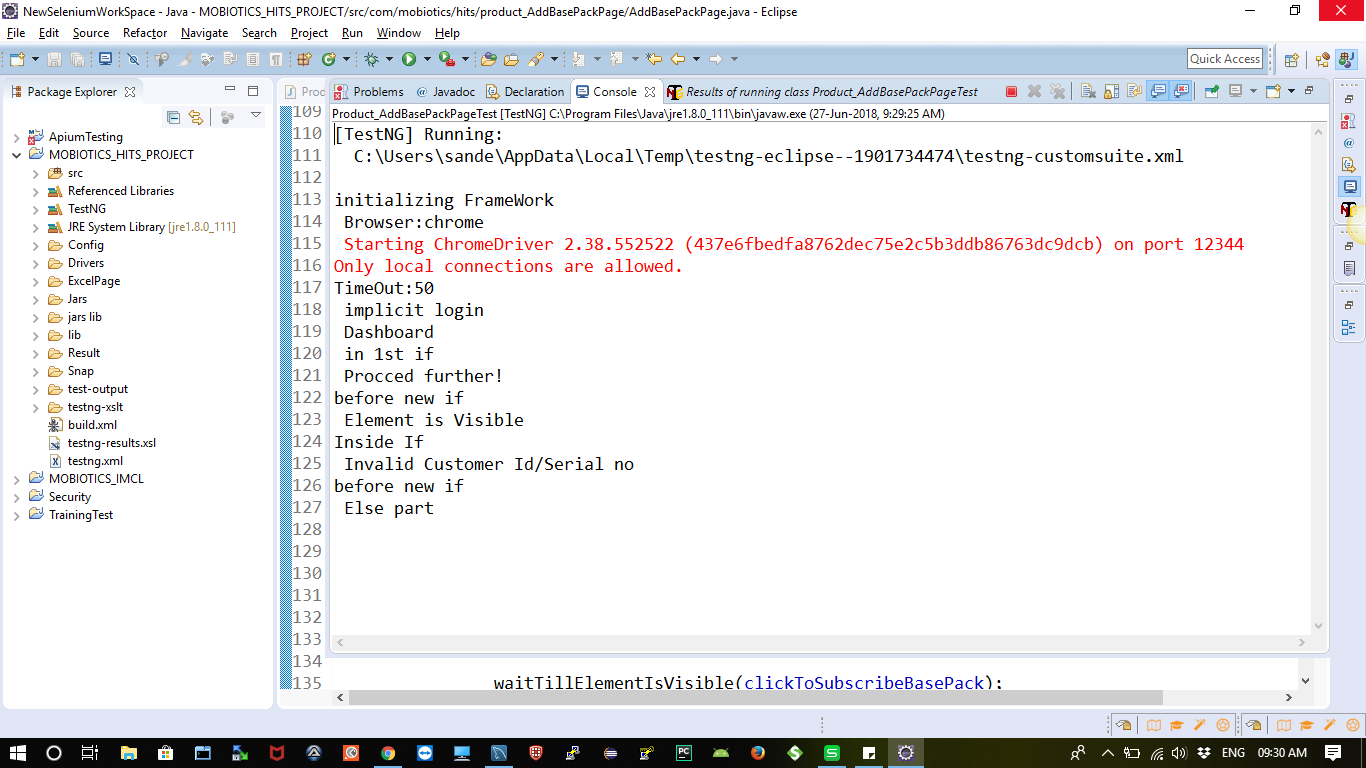 NewSeleniumWorkSpace - Java - MOBIOTICS_HITS_PROJECT/src/com/mobiotics/hits/product_AddBasePackPage/AddBasePackPage.java - Eclipse
File Edit Source Refactor Navigate Search Project Run Window Help
Quick Access
Package Explorer
ApiumTesting
MOBIOTICS_HITS_PROJECT
src
Referenced Libraries
TestNG
JRE System Library [jre1.8.0_111]
Config
Drivers
ExcelPage
Jars
jars lib
lib
Result
Snap
test-output
testng-xslt
build.xml
testng-results.xsl
testng.xml
MOBIOTICS_IMCL
Security
TrainingTest
Problems @ Javadoc Declaration Console Results of running class Product_AddBasePackPageTest
Product_AddBasePackPageTest [TestNG] C:\Program Files\Java\jre1.8.0_111\bin\javaw.exe (27-Jun-2018, 9:29:25 AM)
109
110 [TestNG] Running:
111 C:\Users\sande\AppData\Local\Temp\testng-eclipse--1901734474\testng-customsuite.xml
112
113 initializing FrameWork
114 Browser:chrome
115 Starting ChromeDriver 2.38.552522 (437e6fbedfa8762dec75e2c5b3ddb86763dc9dcb) on port 12344
116 Only local connections are allowed.
117 TimeOut:50
118 implicit login
119 Dashboard
120 in 1st if
121 Procced further!
122 before new if
123 Element is Visible
124 Inside If
125 Invalid Customer Id/Serial no
126 before new if
127 Else part
128
129
130
131
132
133
134
135 waitTillElementIsVisible(clickToSubscribeBasePack);
ENG 09:30 AM